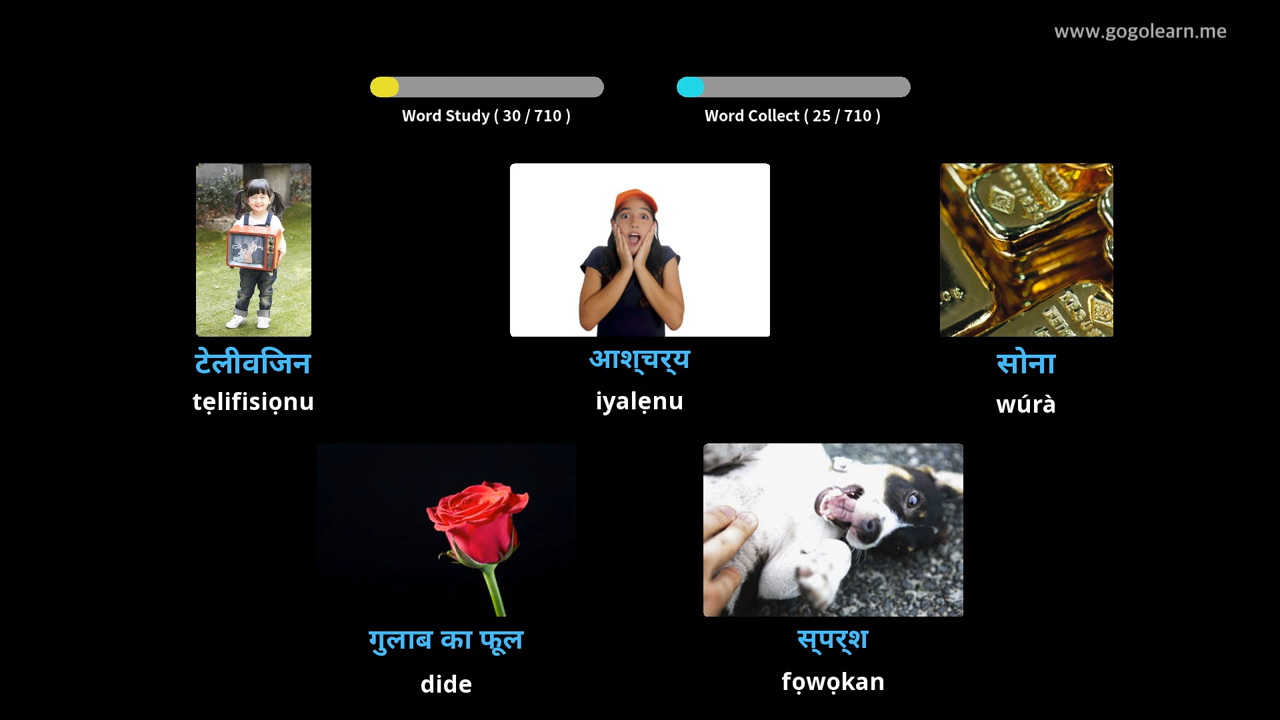 www.gogolearn.me
Word Study ( 30 / 710 )
Word Collect ( 25 / 710 )
टेलीवजिन
tẹlifisiọnu
आश्चर्य
iyalẹnu
सोना
wúrà
गुलाब का फूल
dide
स्पर्श
fọwọkan